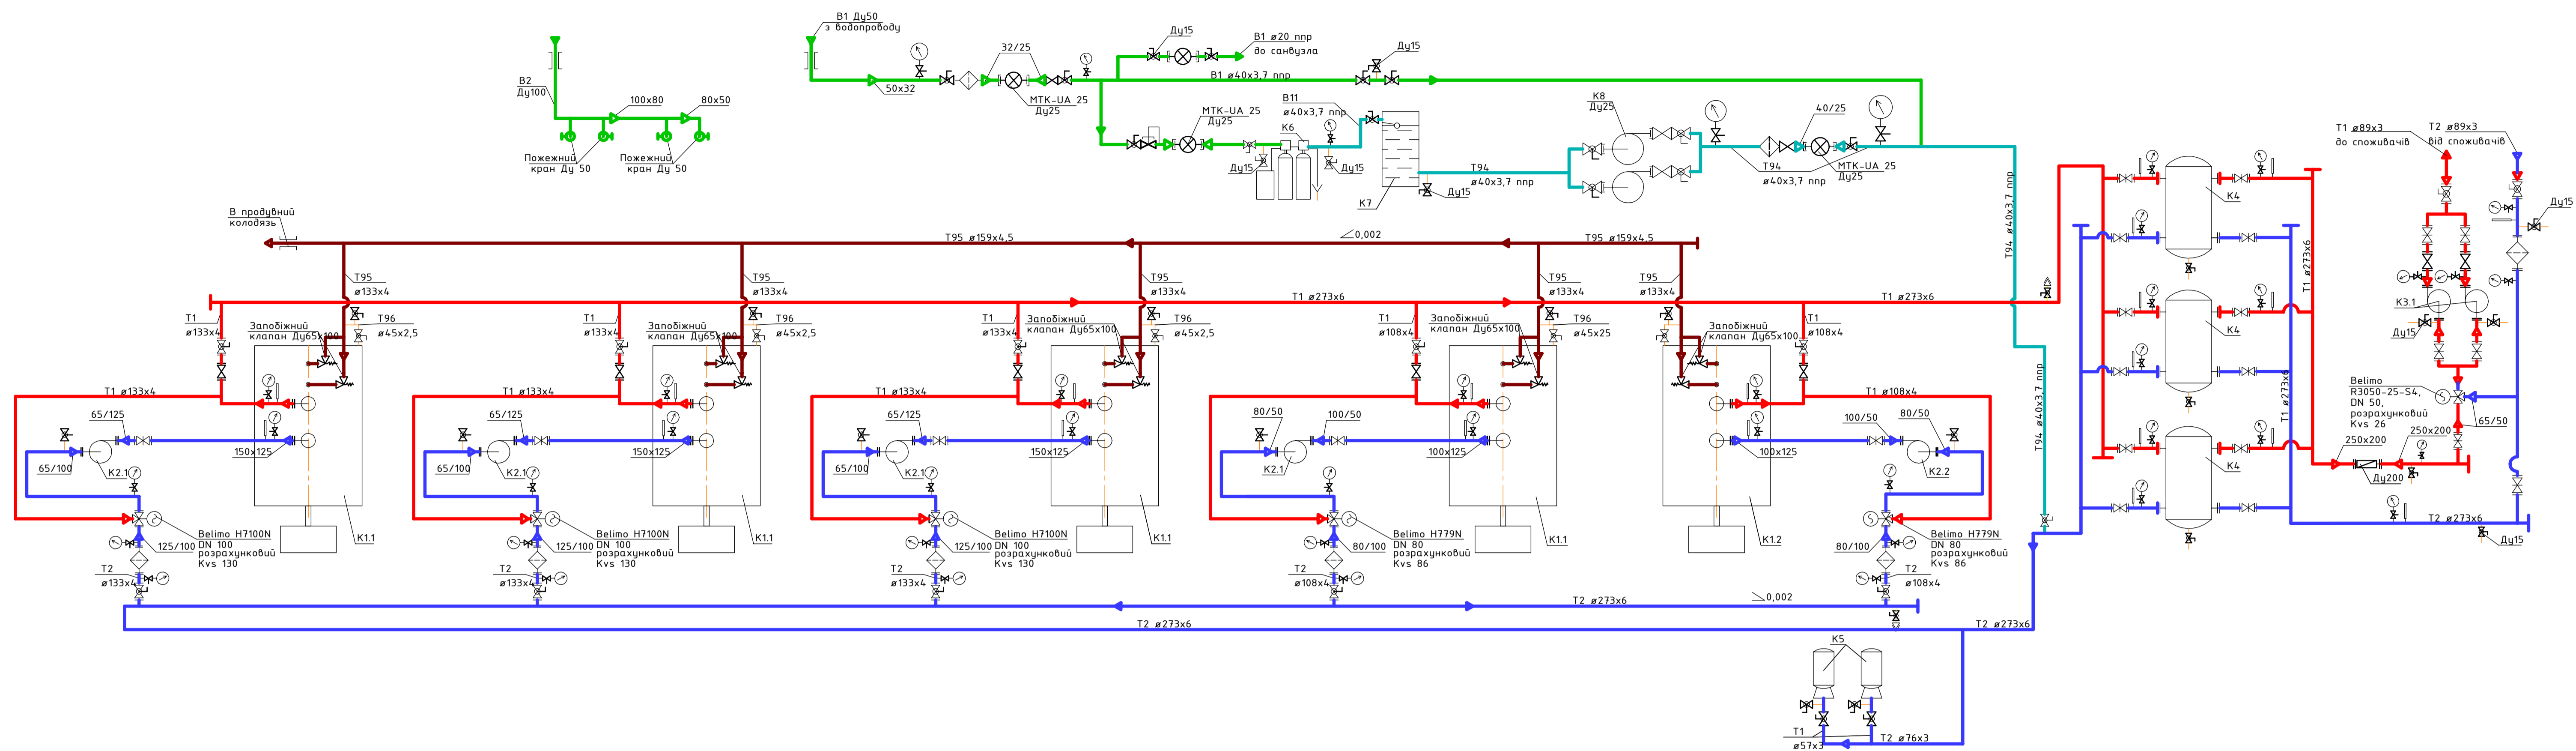 В1 Ду50
з водопроводу
В2
Ду100
100х80
80х50
Пожежний
кран Ду 50
Пожежний
кран Ду 50
50х32
32/25
МТК-UA 25
Ду25
Ду15
В1 ø20 ппр
до санвузла
В1 ø40х3,7 ппр
Ду15
МТК-UA 25
Ду25
Ду15
К6
В11
ø40х3,7 ппр
Ду15
К7
Ду15
Т94
ø40х3,7 ппр
К8
Ду25
40/25
МТК-UA 25
Ду25
Т94
ø40х3,7 ппр
Т94 ø40х3,7 ппр
Т94 ø40х3,7 ппр
В продувний
колодязь
Т95 ø159х4,5
0,002
Т95 ø159х4,5
Т95
ø133х4
Т95
ø133х4
Т95
ø133х4
Т95
ø133х4
Т95
ø133х4
Т1 ø273х6
Т1 ø273х6
Т1
ø133х4
Запобіжний
клапан Ду65х100
Т96
ø45х2,5
Т1
ø133х4
Запобіжний
клапан Ду65х100
Т96
ø45х2,5
Т1
ø133х4
Запобіжний
клапан Ду65х100
Т96
ø45х2,5
Т1
ø108х4
Запобіжний
клапан Ду65х100
Т96
ø45х25
Запобіжний
клапан Ду65х100
Т1
ø108х4
Т1 ø133х4
65/125
65/100
К2.1
150х125
Belimo H7100N
DN 100
розрахунковий
Kvs 130
125/100
К1.1
Т2
ø133х4
Т1 ø133х4
65/125
65/100
К2.1
150х125
Belimo H7100N
DN 100
розрахунковий
Kvs 130
125/100
К1.1
Т2
ø133х4
Т1 ø133х4
65/125
65/100
К2.1
150х125
Belimo H7100N
DN 100
розрахунковий
Kvs 130
125/100
К1.1
Т2
ø133х4
80/50
100/50
К2.1
100х125
Belimo H779N
DN 80
розрахунковий
Kvs 86
80/100
К1.1
Т2
ø108х4
Т1 ø108х4
100/50
80/50
100х125
К2.2
Belimo H779N
DN 80
розрахунковий
Kvs 86
80/100
К1.2
Т2
ø108х4
Т2 ø273х6
0,002
Т2 ø273х6
Т2 ø273х6
К5
Т1
ø57х3
Т2 ø76х3
К4
К4
К4
Т1 ø273х6
Т1 ø273х6
Т1 ø89х3
до споживачів
Т2 ø89х3
від споживачів
Ду15
К3.1
Ду15
Belimo
R3050-25-S4,
DN 50,
розрахунковий
Kvs 26
65/50
250х200
250х200
Ду200
Т2 ø273х6
Ду15